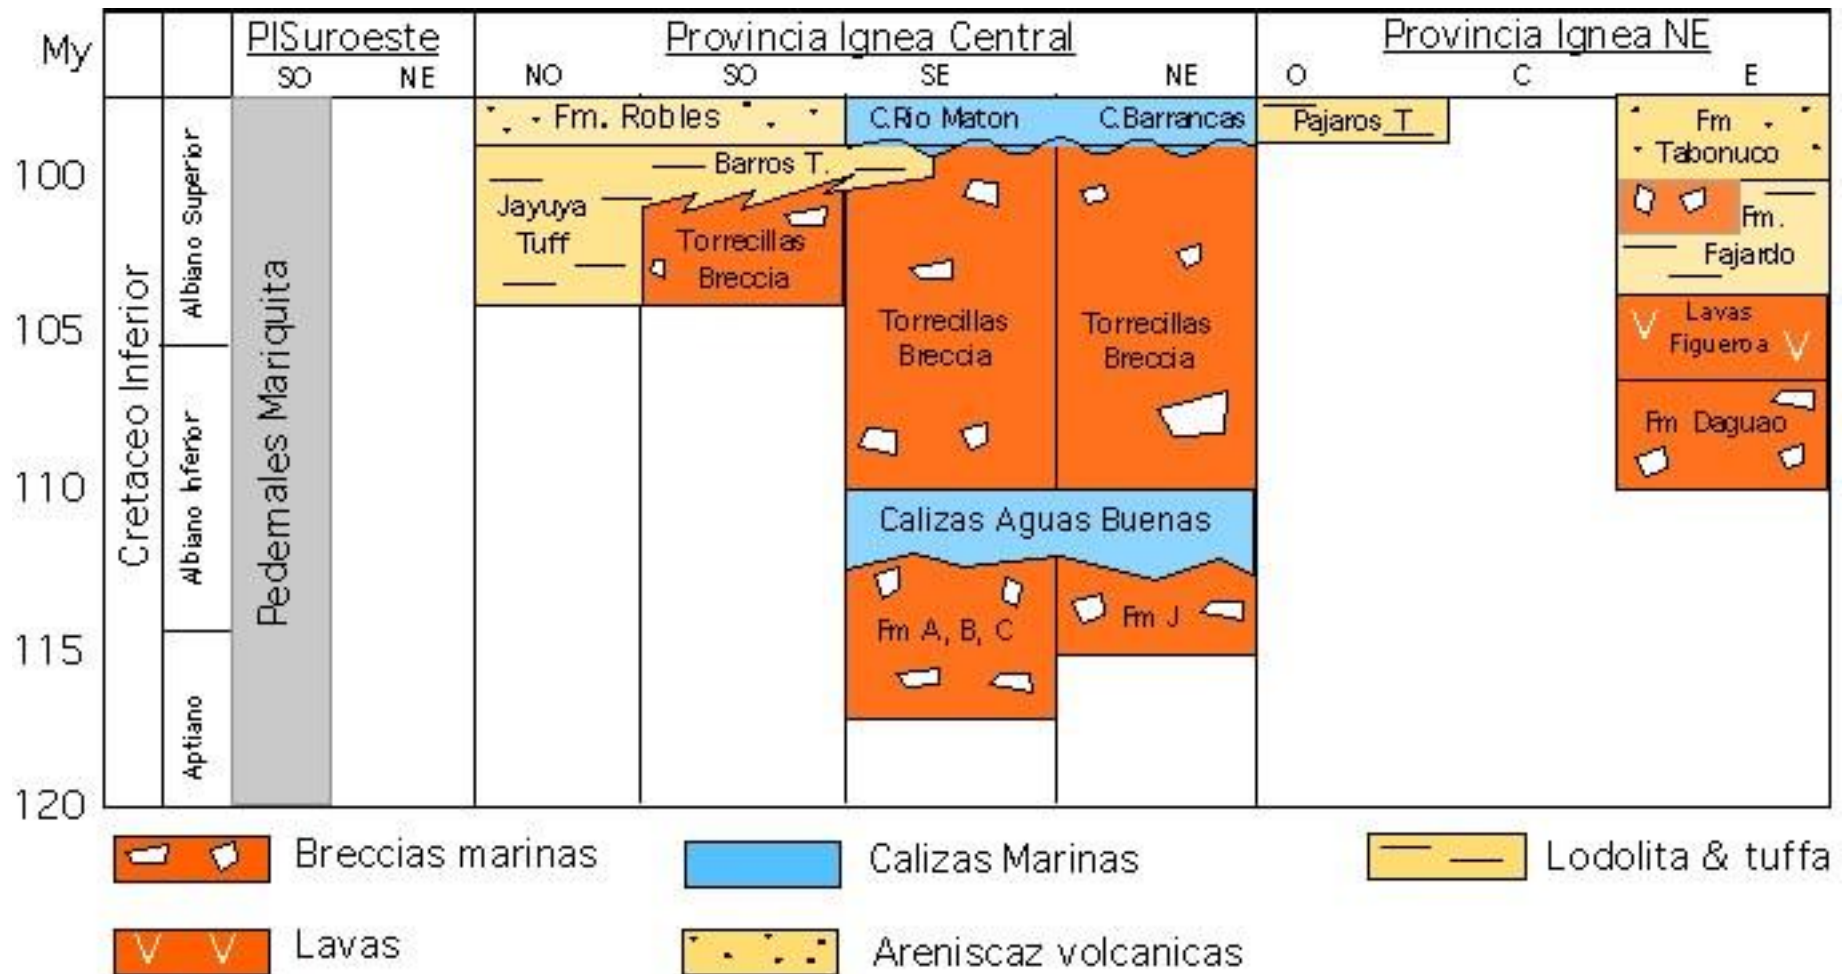 My
PISuroeste
Provincia Ignea Central
Provincia Ignea NE
SO
NE
NO
SO
SE
NE
O
C
E
100
105
110
115
120
Cretaceo Inferior
Albiano Superior
Albiano Inferior
Aptiano
Pedernales Mariquita
Fm. Robles
C.Rio Maton
C.Barrancas
Pajaros T
Fm
Tabonuco
Barros T.
Jayuya
Tuff
Torrecillas
Breccia
Torrecillas
Breccia
Torrecillas
Breccia
Fm.
Fajardo
Lavas
Figueroa
Fm Daguao
Calizas Aguas Buenas
Fm A, B, C
Fm J
Breccias marinas
Calizas Marinas
Lodolita & tuffa
Lavas
Areniscaz volcanicas